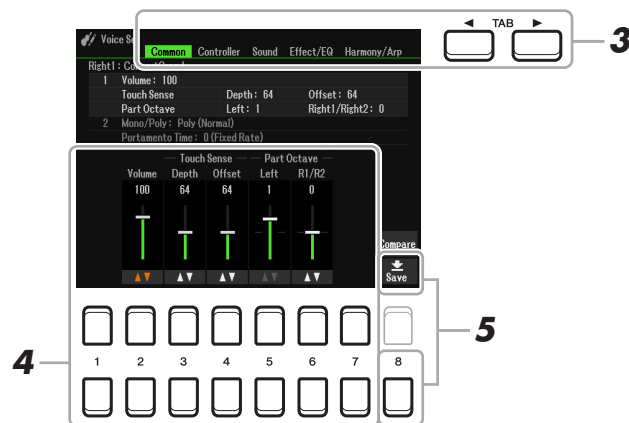 ◀ TAB ▶
3
Voice Se
Common Controller Sound Effect/EQ Harmony/Arp
Right1 :
1 Volume : 100
Touch Sense Depth : 64 Offset : 64
Part Octave Left : 1 Right1/Right2 : 0
2 Mono/Poly : Poly (Normal)
Portamento Time : 0 (Fixed Rate)
Touch Sense Part Octave
Volume Depth Offset Left R1/R2
100 64 64 1 0
Compare
Save
5
1 2 3 4 5 6 7 8
4